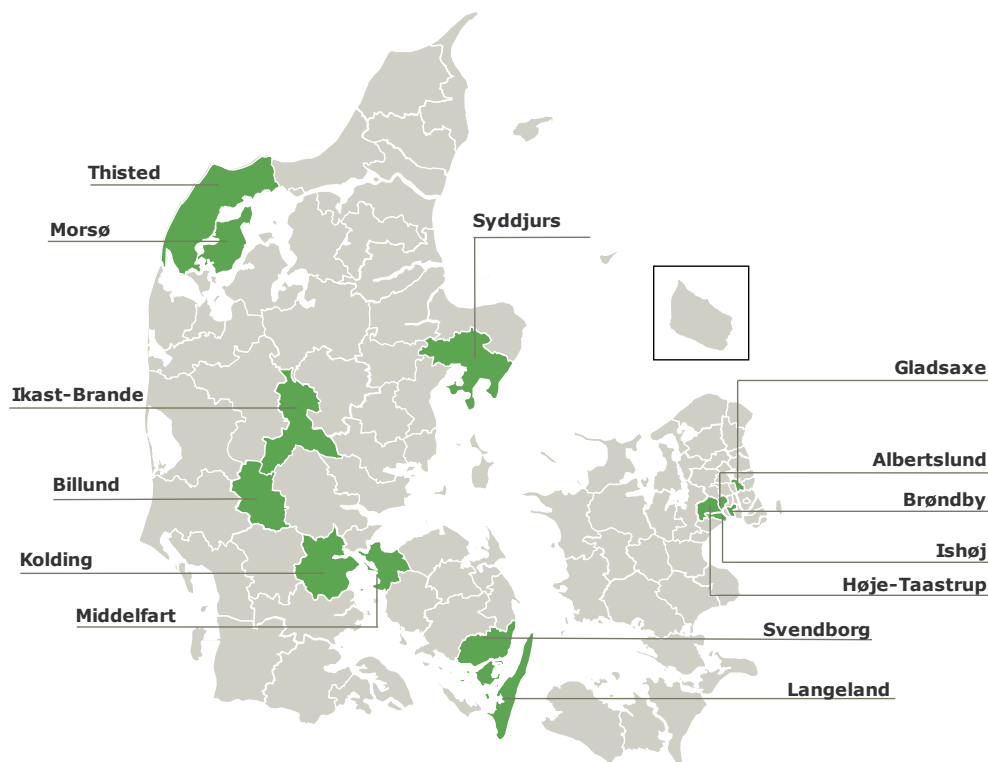 Thisted
Morsø
Syddjurs
Gladsaxe
Ikast-Brande
Albertslund
Billund
Brøndby
Ishøj
Kolding
Høje-Taastrup
Middelfart
Svendborg
Langeland